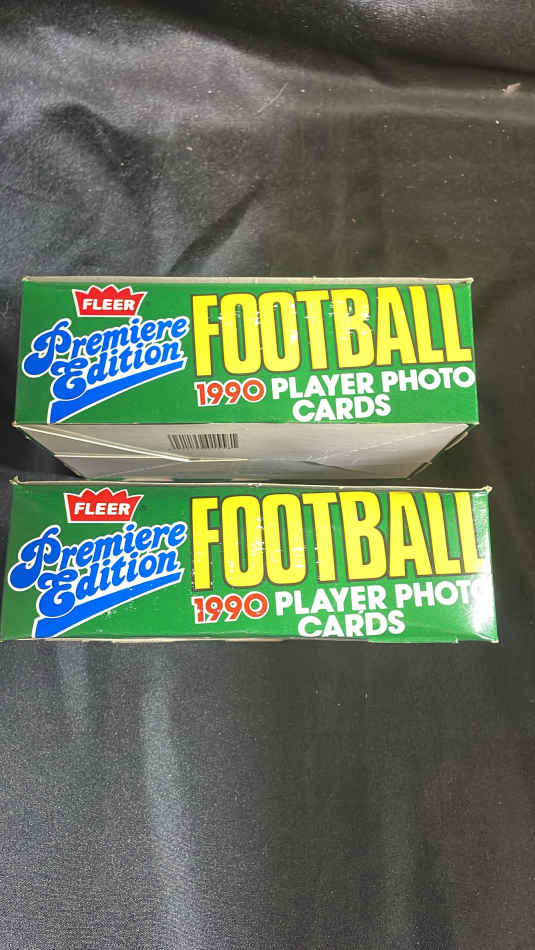 FLEER
Premiere
Edition
FOOTBALL
1990 PLAYER PHOTO
CARDS
FLEER
Premiere
Edition
FOOTBALL
1990 PLAYER PHOTO
CARDS